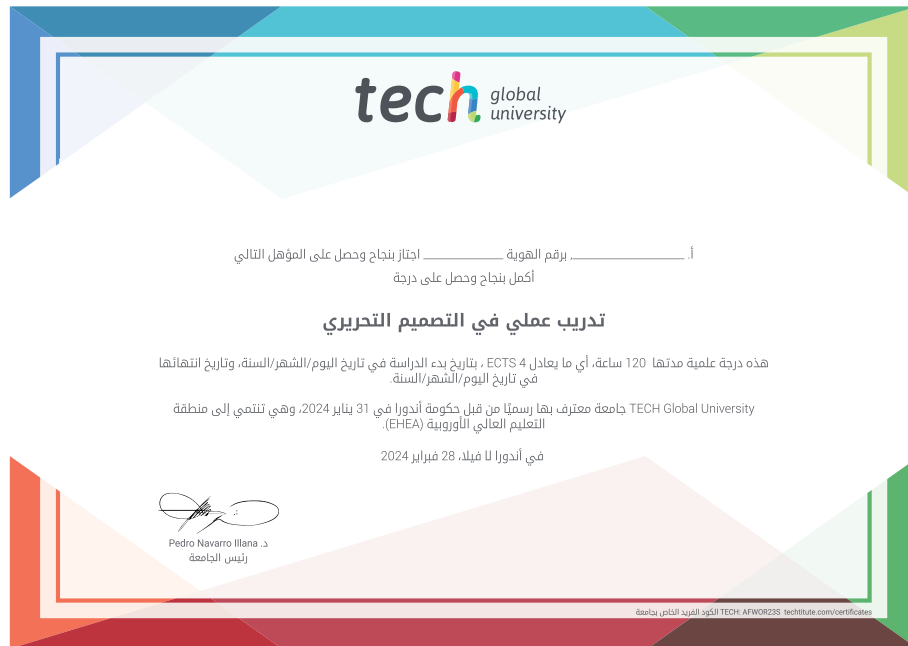 tech global university
أ. ____________, برقم الهوية ____________ اجتاز بنجاح وحصل على المؤهل التالي
أكمل بنجاح وحصل على درجة
تدريب عملي في التصميم التحريري
هذه درجة علمية مدتها 120 ساعة، أي ما يعادل 4 ECTS ، بتاريخ بدء الدراسة في تاريخ اليوم/الشهر/السنة، وتاريخ انتهائها
في تاريخ اليوم/الشهر/السنة.
TECH Global University جامعة معترف بها رسميًا من قبل حكومة أندورا في 31 يناير 2024، وهي تنتمي إلى منطقة
التعليم العالي الأوروبية (EHEA).
في أندورا لا فيلا، 28 فبراير 2024
د. Pedro Navarro Illana
رئيس الجامعة
الكود الفريد الخاص بجامعة TECH: AFWOR23S techtitute.com/certificates